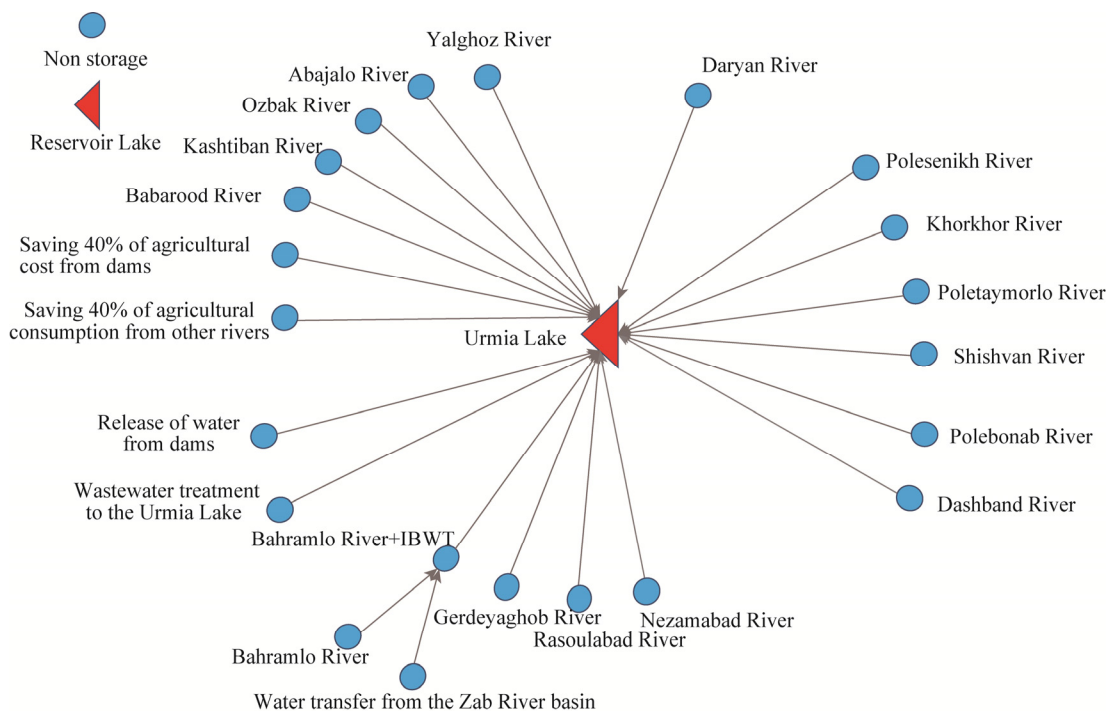 Non storage
Reservoir Lake
Yalghoz River
Abajalo River
Ozbak River
Kashtiban River
Babarood River
Saving 40% of agricultural
cost from dams
Saving 40% of agricultural
consumption from other rivers
Daryan River
Polesenikh River
Khorkhor River
Poletaymorlo River
Shishvan River
Polebonab River
Dashband River
Urmia Lake
Release of water
from dams
Wastewater treatment
to the Urmia Lake
Bahramlo River+IBWT
Bahramlo River
Water transfer from the Zab River basin
Gerdeyaghob River
Rasoulabad River
Nezamabad River